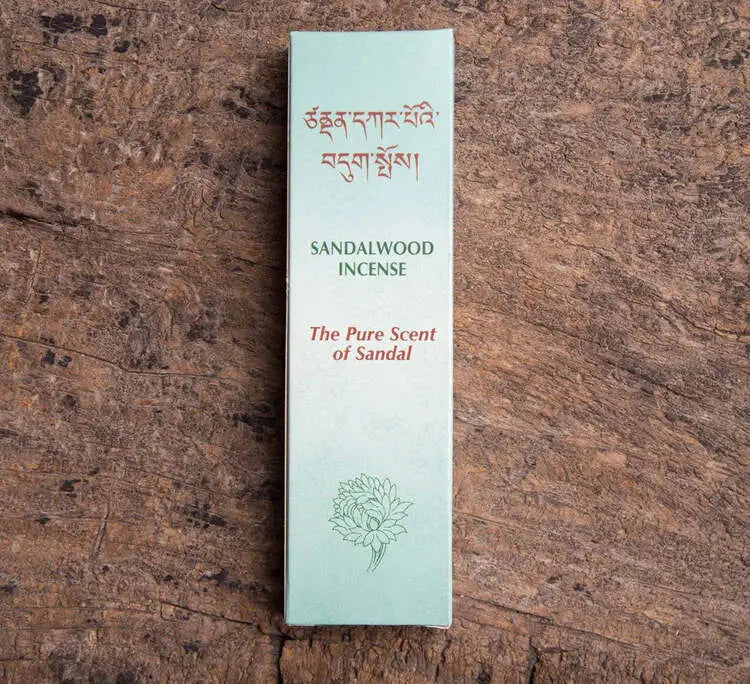 ཙནྡན་དཀར་པོའི་
བདུག་སྤོས།
SANDALWOOD
INCENSE
The Pure Scent
of Sandal